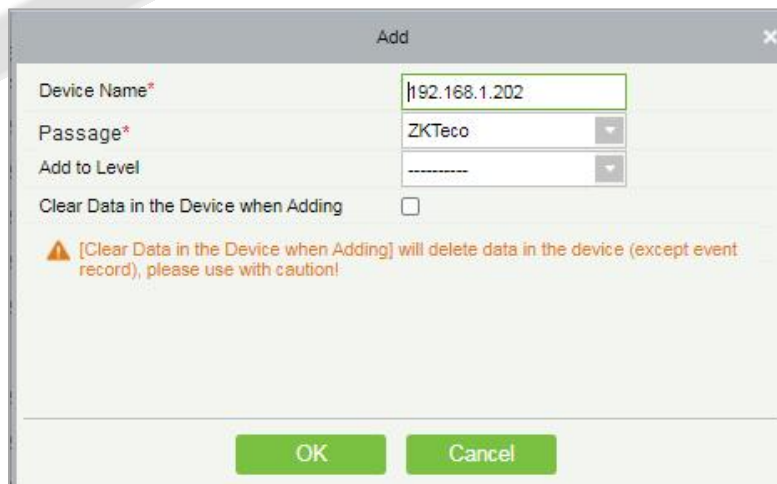 Add
Device Name* 192.168.1.202
Passage* ZKTeco
Add to Level ----------
Clear Data in the Device when Adding
[Clear Data in the Device when Adding] will delete data in the device (except event
record), please use with caution!
OK Cancel